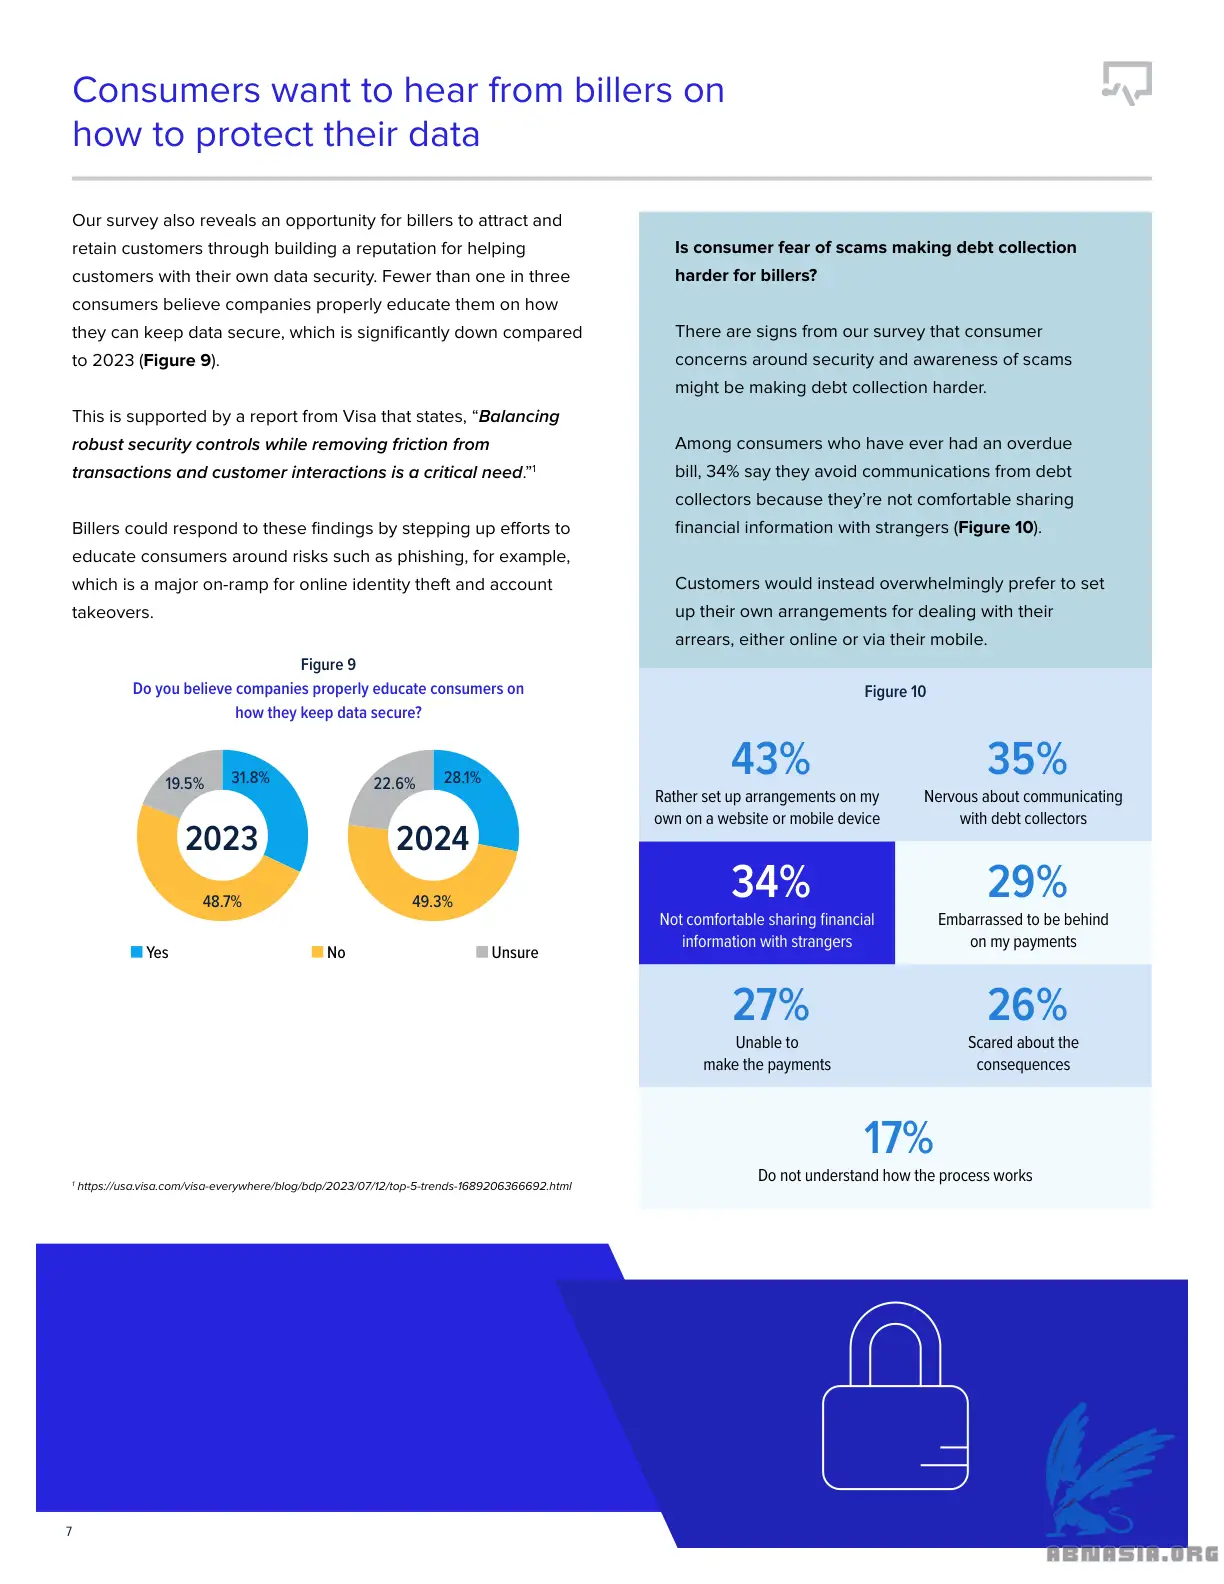 Consumers want to hear from billers on
how to protect their data
Our survey also reveals an opportunity for billers to attract and
retain customers through building a reputation for helping
customers with their own data security. Fewer than one in three
consumers believe companies properly educate them on how
they can keep data secure, which is significantly down compared
to 2023 (Figure 9).
This is supported by a report from Visa that states, “Balancing
robust security controls while removing friction from
transactions and customer interactions is a critical need.”1
Billers could respond to these findings by stepping up efforts to
educate consumers around risks such as phishing, for example,
which is a major on-ramp for online identity theft and account
takeovers.
Figure 9
Do you believe companies properly educate consumers on
how they keep data secure?
19.5%
31.8%
2023
48.7%
22.6%
28.1%
2024
49.3%
Yes
No
Unsure
1 https://usa.visa.com/visa-everywhere/blog/bdp/2023/07/12/top-5-trends-1689206366692.html
Is consumer fear of scams making debt collection
harder for billers?
There are signs from our survey that consumer
concerns around security and awareness of scams
might be making debt collection harder.
Among consumers who have ever had an overdue
bill, 34% say they avoid communications from debt
collectors because they’re not comfortable sharing
financial information with strangers (Figure 10).
Customers would instead overwhelmingly prefer to set
up their own arrangements for dealing with their
arrears, either online or via their mobile.
Figure 10
43%
Rather set up arrangements on my
own on a website or mobile device
35%
Nervous about communicating
with debt collectors
34%
Not comfortable sharing financial
information with strangers
29%
Embarrassed to be behind
on my payments
27%
Unable to
make the payments
26%
Scared about the
consequences
17%
Do not understand how the process works
7
ABMASIA.ORG